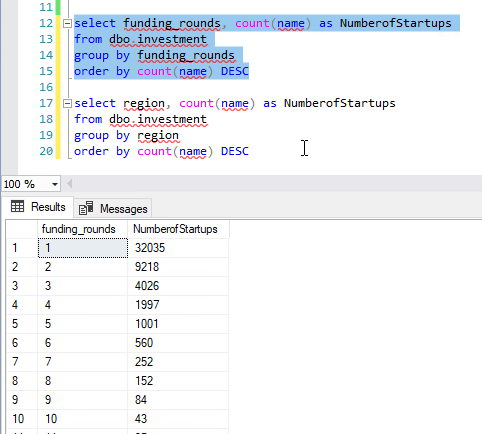 11
12 select funding_rounds, count(name) as NumberofStartups
13 from dbo.investment
14 group by funding_rounds
15 order by count(name) DESC
16
17 select region, count(name) as NumberofStartups
18 from dbo.investment
19 group by region
20 order by count(name) DESC
100 %
Results Messages
funding_rounds NumberofStartups
1 1 32035
2 2 9218
3 3 4026
4 4 1997
5 5 1001
6 6 560
7 7 252
8 8 152
9 9 84
10 10 43